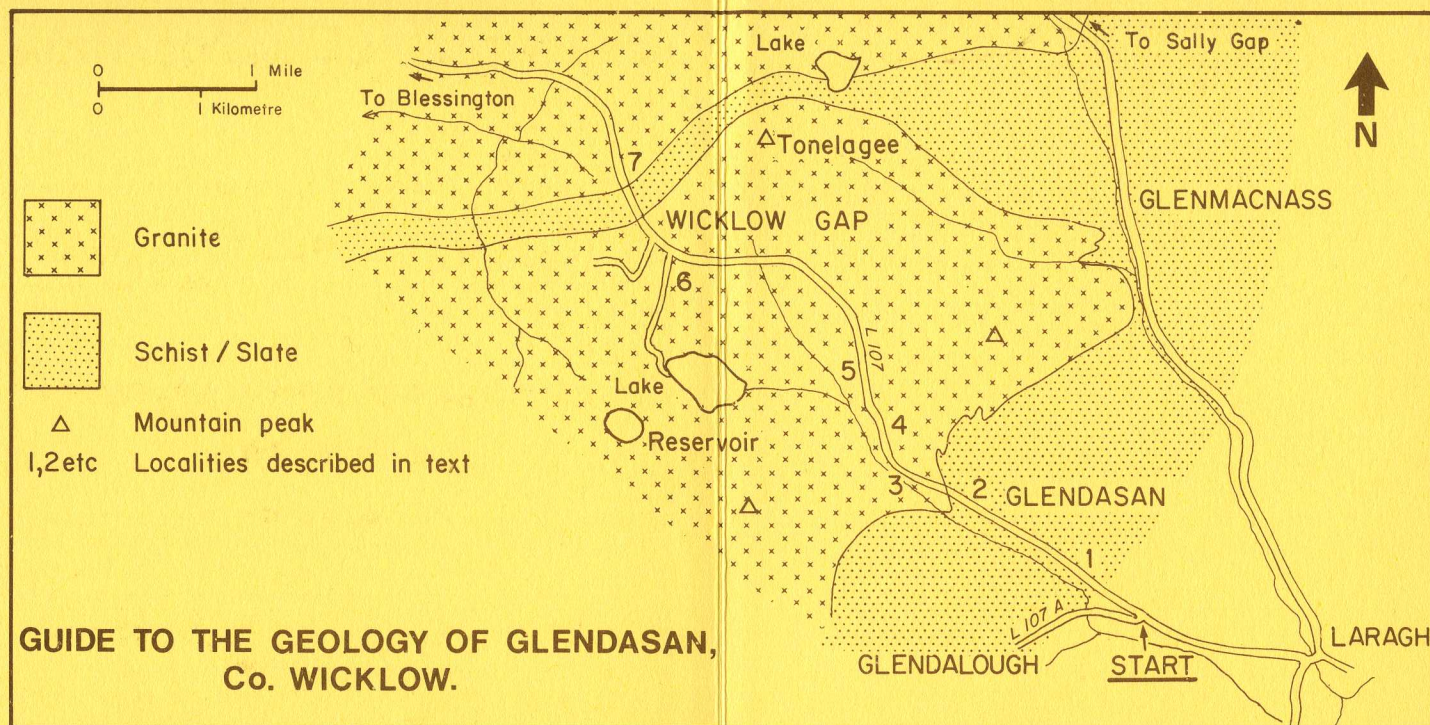 0 1 Mile
0 1 Kilometre
To Blessington
Lake
To Sally Gap
N
Tonelagee
7
GLENMACNASS
WICKLOW GAP
Granite
6
L 107
Schist / Slate
Lake
5
Mountain peak
4
Reservoir
1,2etc Localities described in text
3
2
GLENDASAN
1
L 107 A
GUIDE TO THE GEOLOGY OF GLENDASAN,
Co. WICKLOW.
GLENDALOUGH
START
LARAGH